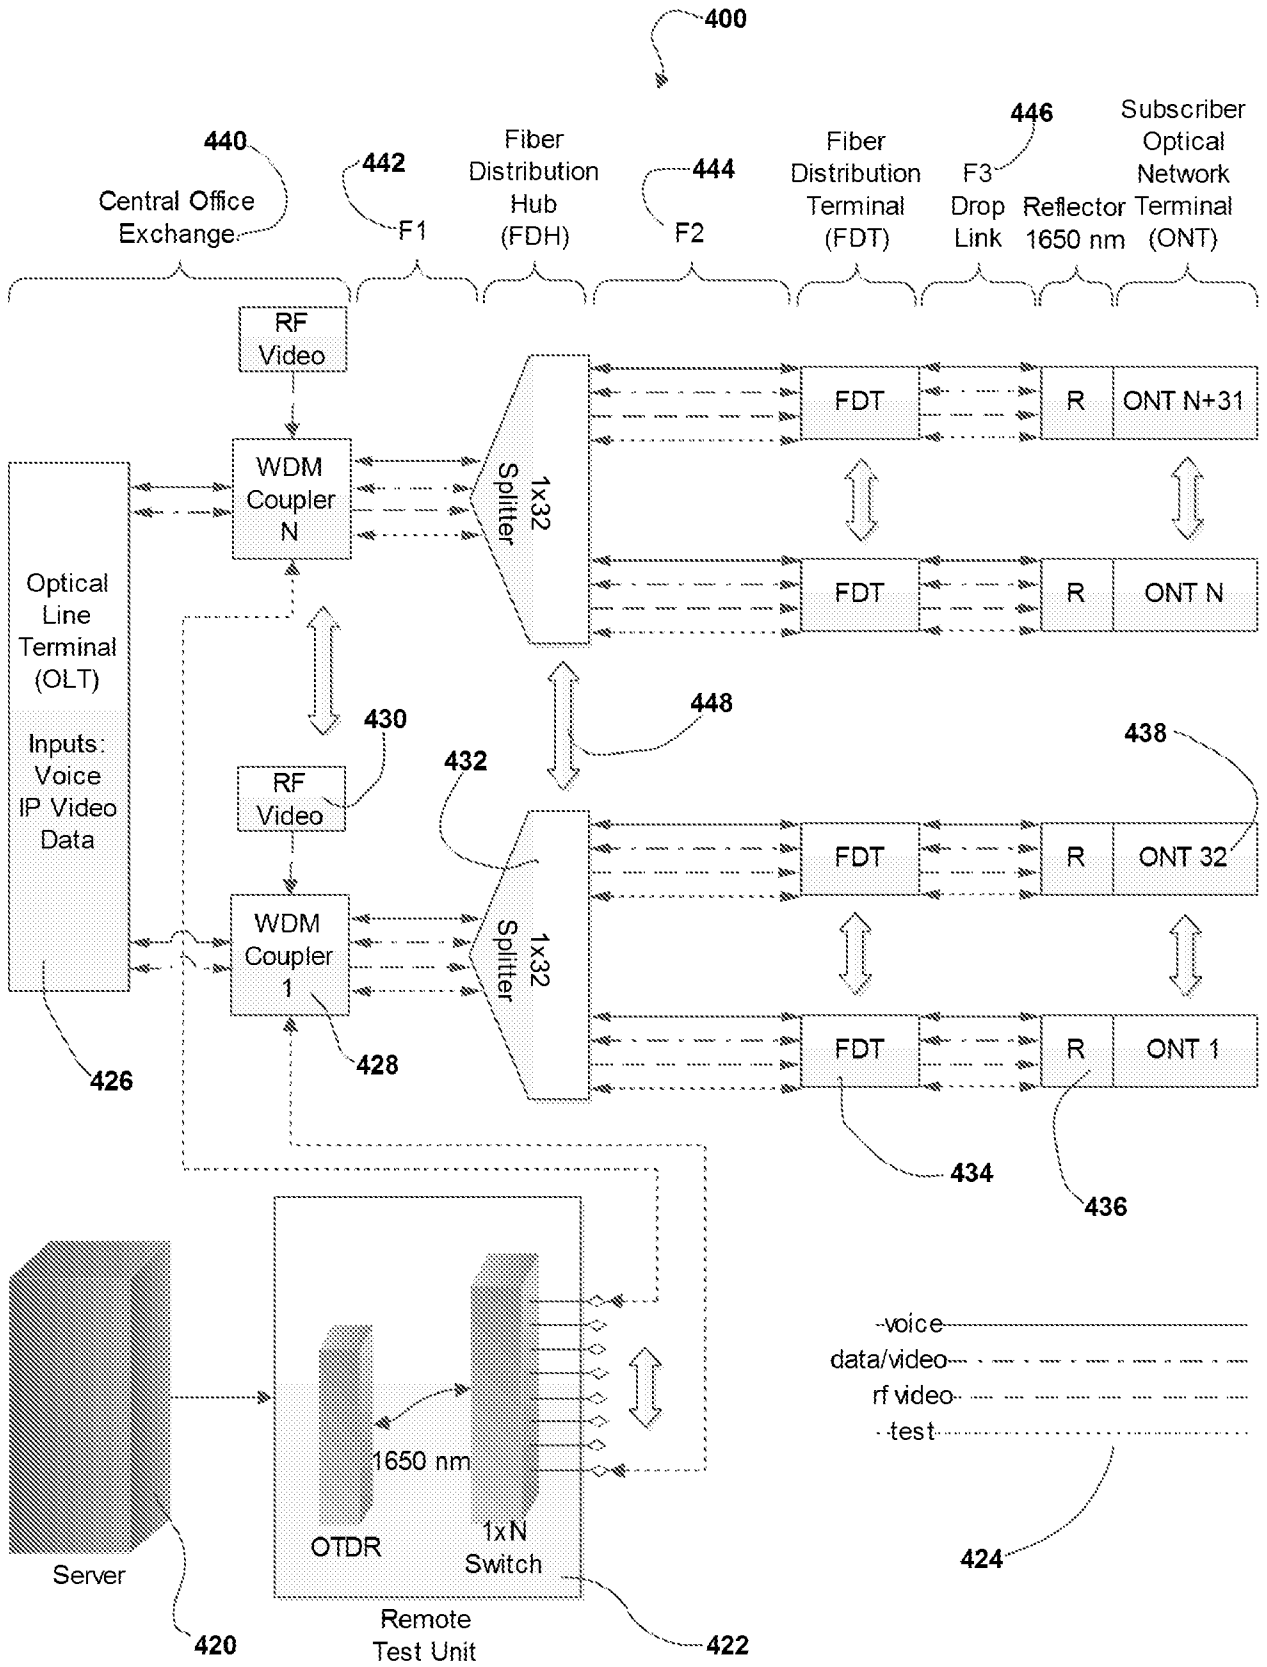 400
440
Central Office
Exchange
442
F1
Fiber
Distribution
Hub
(FDH)
444
F2
Fiber
Distribution
Terminal
(FDT)
446
F3
Drop
Link
Reflector
1650 nm
Subscriber
Optical
Network
Terminal
(ONT)
RF
Video
WDM
Coupler
N
1x32
Splitter
FDT
R
ONT N+31
FDT
R
ONT N
Optical
Line
Terminal
(OLT)
Inputs:
Voice
IP Video
Data
426
430
RF
Video
432
448
438
WDM
Coupler
1
428
1x32
Splitter
FDT
R
ONT 32
FDT
R
ONT 1
434
436
Server
420
OTDR
1650 nm
1xN
Switch
Remote
Test Unit
422
voice
data/video
rf video
test
424